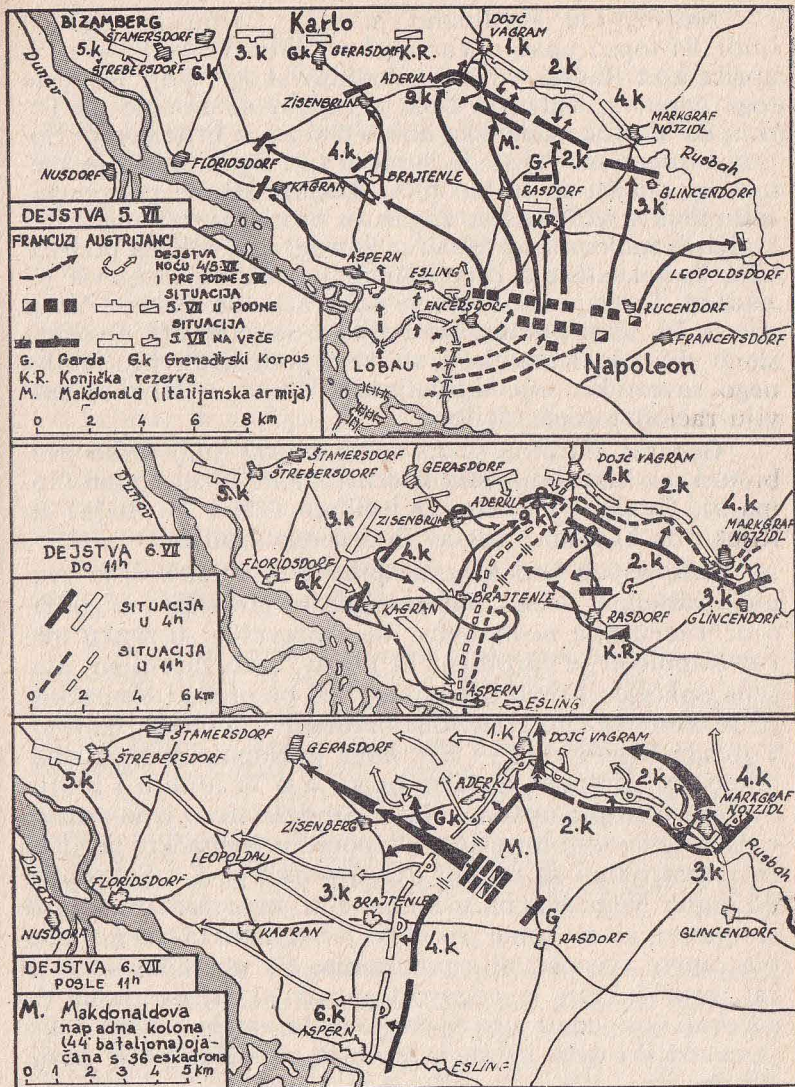 BIZAMBERG
ŠTAMERSDORF
Karlo
DOJČ
VAGRAM
5.k
ŠTREBERSDORF
6.k
3.k
G.k
GERASDORF
K.R.
1.k
ADERKLA
2.k
4.k
ZISENBRUN
9.k
MARKGRAF
NOJZIDL
Dunav
M.
2.k
Rusbah
FLORIDSDORF
4.k
BRAJTENLE
G.
RASDORF
GLINCENDORF
NUSDORF
KAGRAN
K.R.
3.k
ASPERN
ESLING
LEOPOLDSDORF
ENCERSDORF
RUCENDORF
FRANCENSDORF
LOBAU
Napoleon
DEJSTVA 5. VII
FRANCUZI AUSTRIJANCI
DEJSTVA
NOĆU 4/5.VII
I PRE PODNE 5.VII
SITUACIJA
5.VII U PODNE
SITUACIJA
5.VII NA VEČE
G. Garda G.k Grenadirski korpus
K.R. Konjička rezerva
M. Makdonald (Italijanska armija)
0 2 4 6 8 km
ŠTAMERSDORF
5.k
ŠTREBERSDORF
GERASDORF
DOJČ VAGRAM
1.k
Dunav
ADERKLA
2.k
3.k
ZISENBRUN
9.k
4.k
MARKGRAF
NOJZIDL
4.k
M.
FLORIDSDORF
6.k
2.k
KAGRAN
BRAJTENLE
G.
3.k
RASDORF
GLINCENDORF
K.R.
ASPERN
ESLING
DEJSTVA 6.VII
DO 11h
SITUACIJA
U 4h
SITUACIJA
U 11h
0 2 4 6 km
ŠTAMERSDORF
1.k
DOJČ VAGRAM
5.k
ŠTREBERSDORF
GERASDORF
ADERKLA
2.k
4.k
MARKGRAF
NOJZIDL
ZISENBERG
G.k
M.
2.k
Dunav
LEOPOLDAU
3.k
3.k
Rusbah
FLORIDSDORF
BRAJTENLE
G
NUSDORF
KAGRAN
4.k
RASDORF
GLINCENDORF
6.k
ASPERN
ESLING
DEJSTVA 6.VII
POSLE 11h
M. Makdonaldova
napadna kolona
(44 bataljona) oja-
čana s 36 eskadrona
0 1 2 3 4 5km